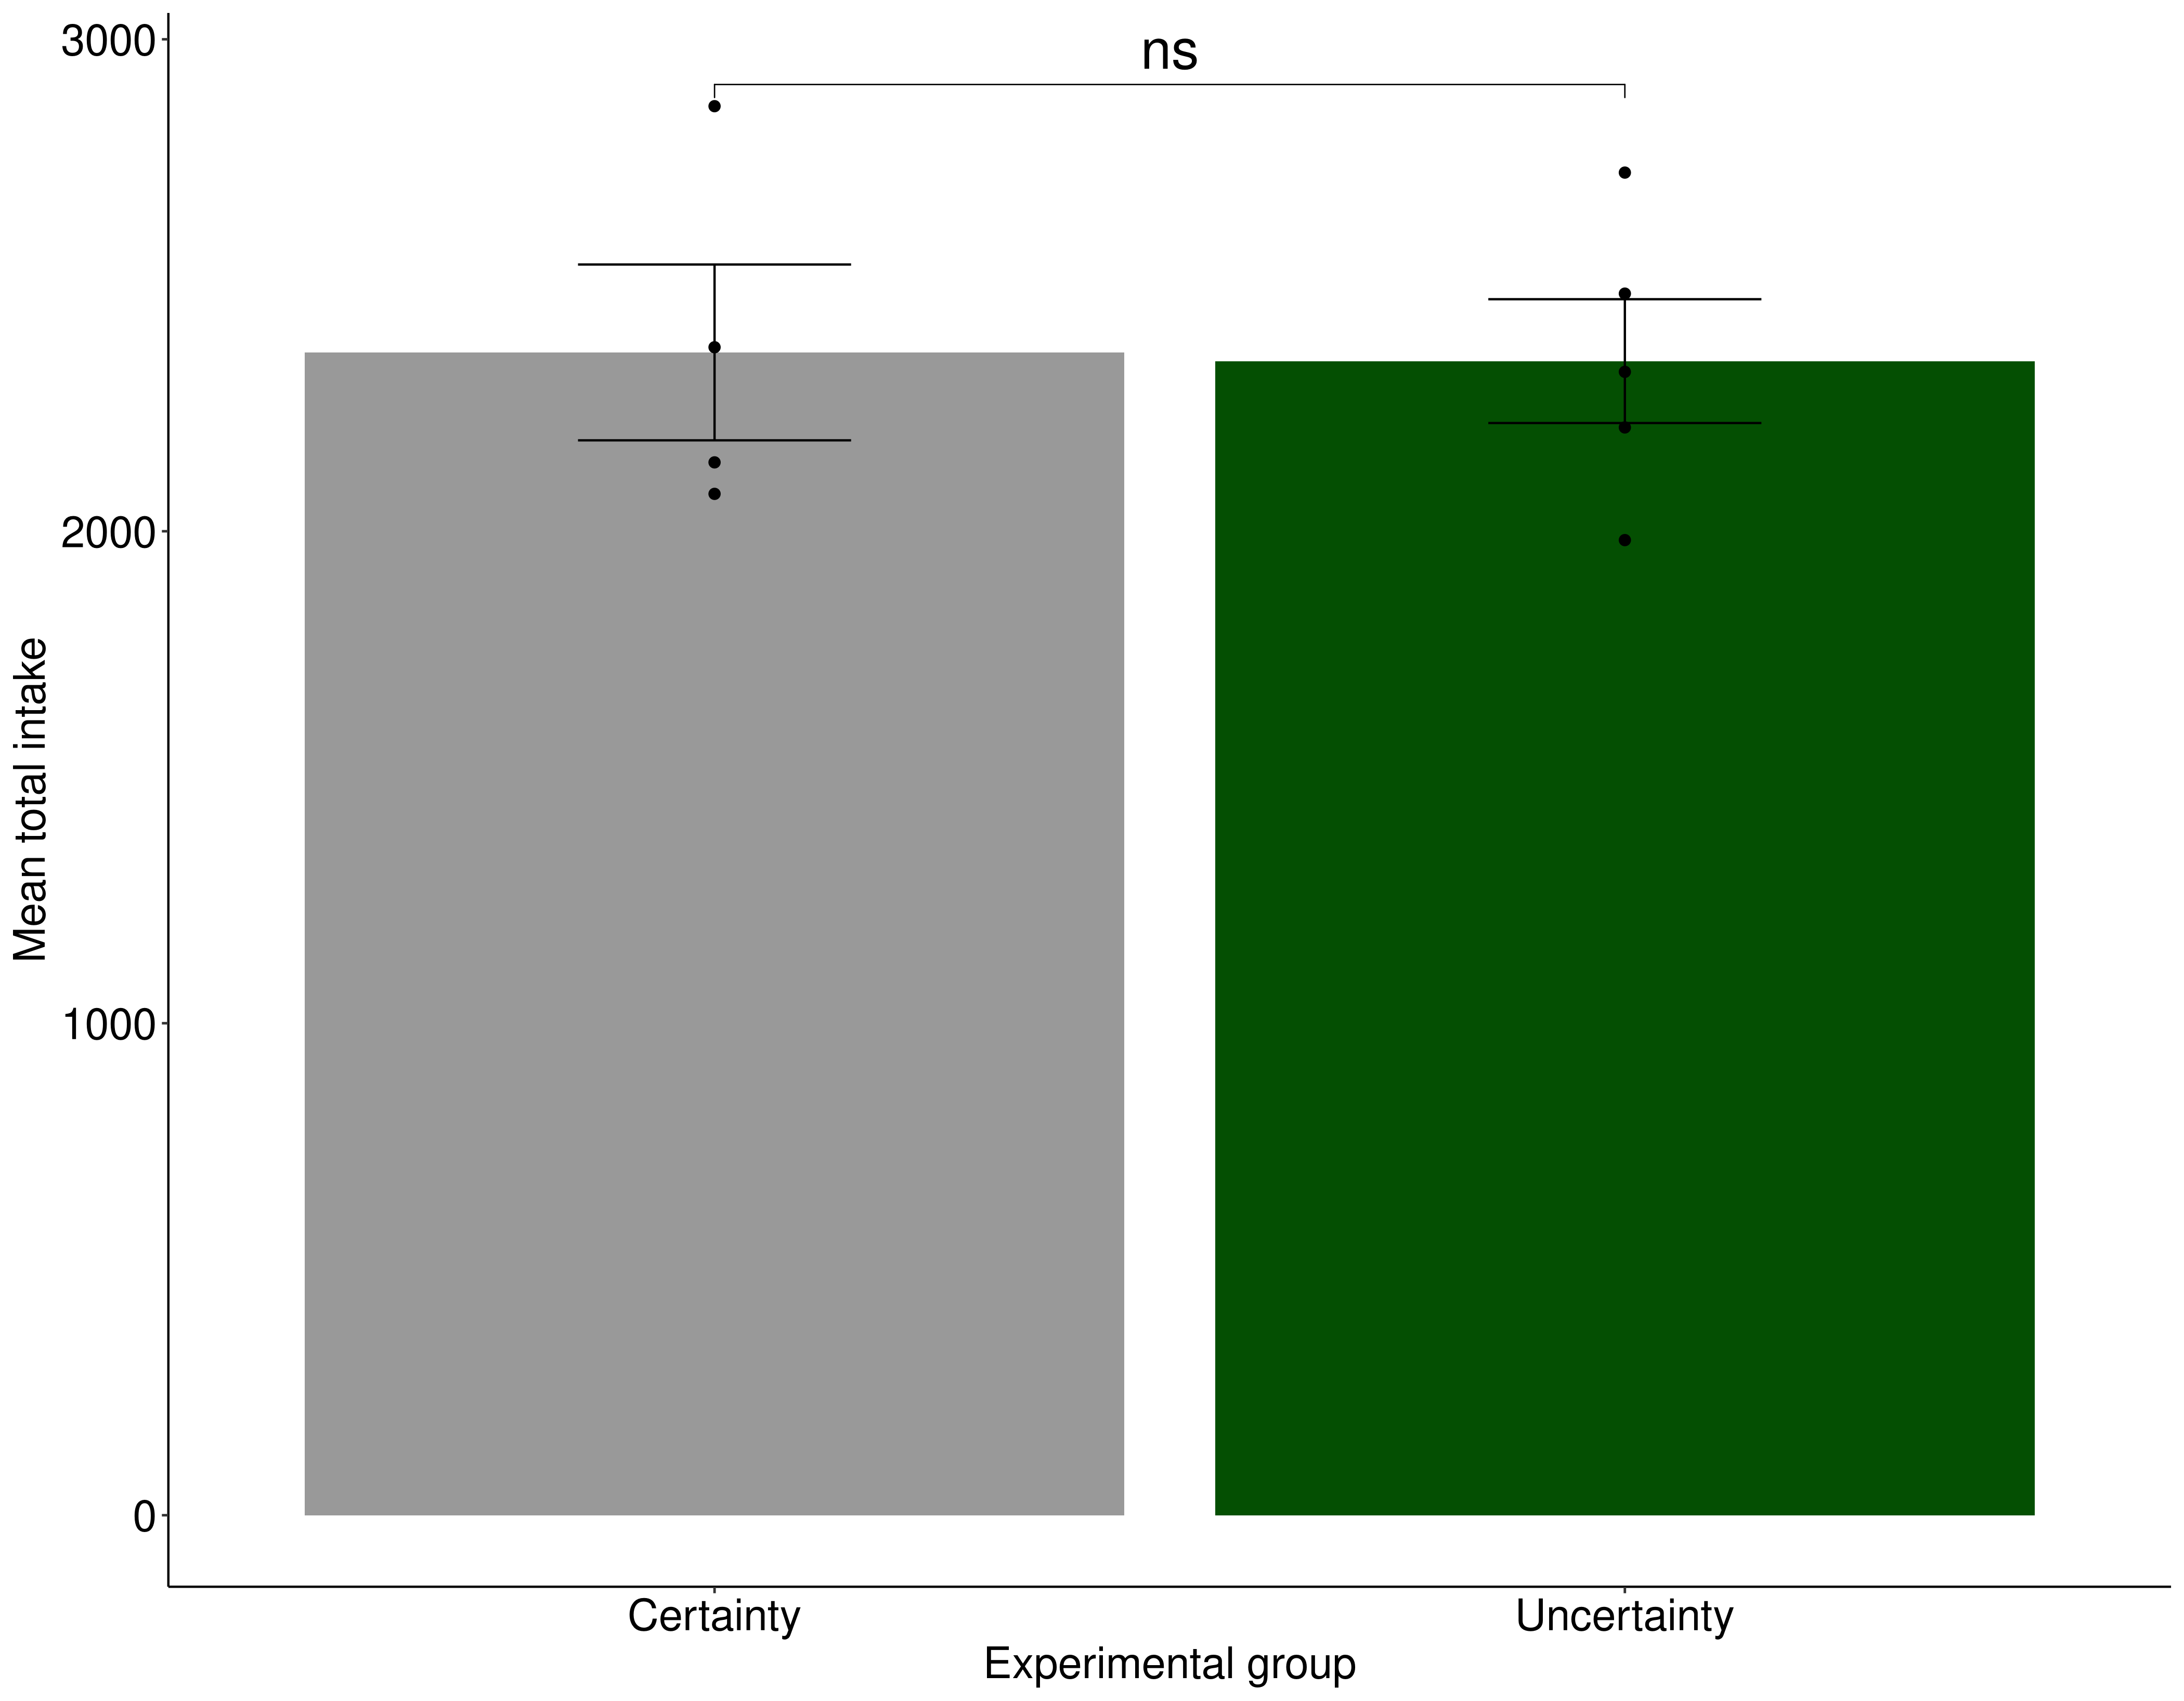 ns
3000
2000
1000
0
Mean total intake
Certainty
Uncertainty
Experimental group